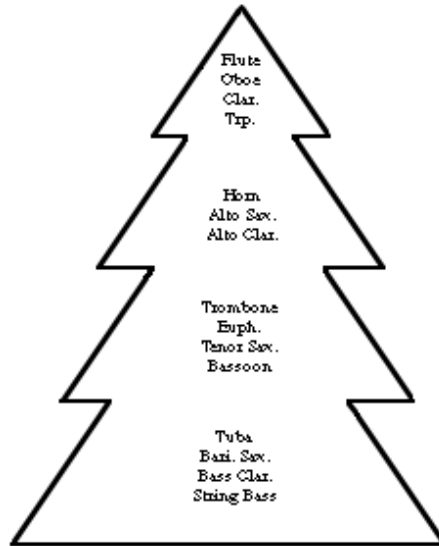 Flute
Oboe
Clar.
Trp.
Horn
Alto Sax.
Alto Clar.
Trombone
Euph.
Tenor Sax.
Bassoon
Tuba
Bari. Sax.
Bass Clar.
String Bass